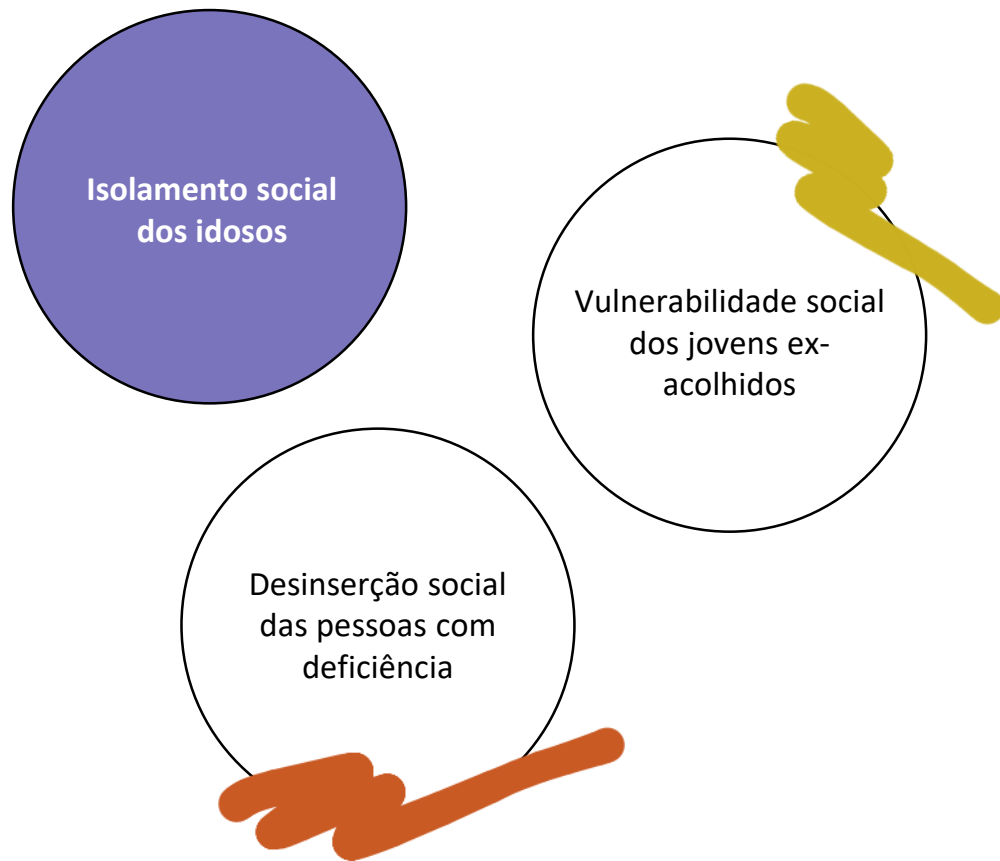 Isolamento social
dos idosos
Vulnerabilidade social
dos jovens ex-
acolhidos
Desinserção social
das pessoas com
deficiência